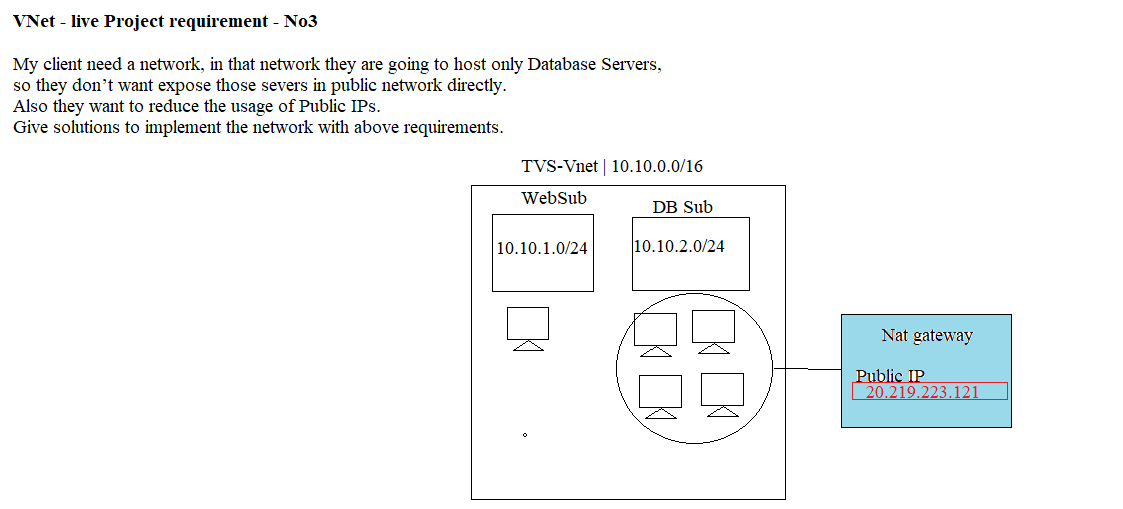 VNet - live Project requirement - No3
My client need a network, in that network they are going to host only Database Servers,
so they don’t want expose those severs in public network directly.
Also they want to reduce the usage of Public IPs.
Give solutions to implement the network with above requirements.
TVS-Vnet | 10.10.0.0/16
WebSub
DB Sub
10.10.1.0/24
10.10.2.0/24
Nat gateway
Public IP
20.219.223.121